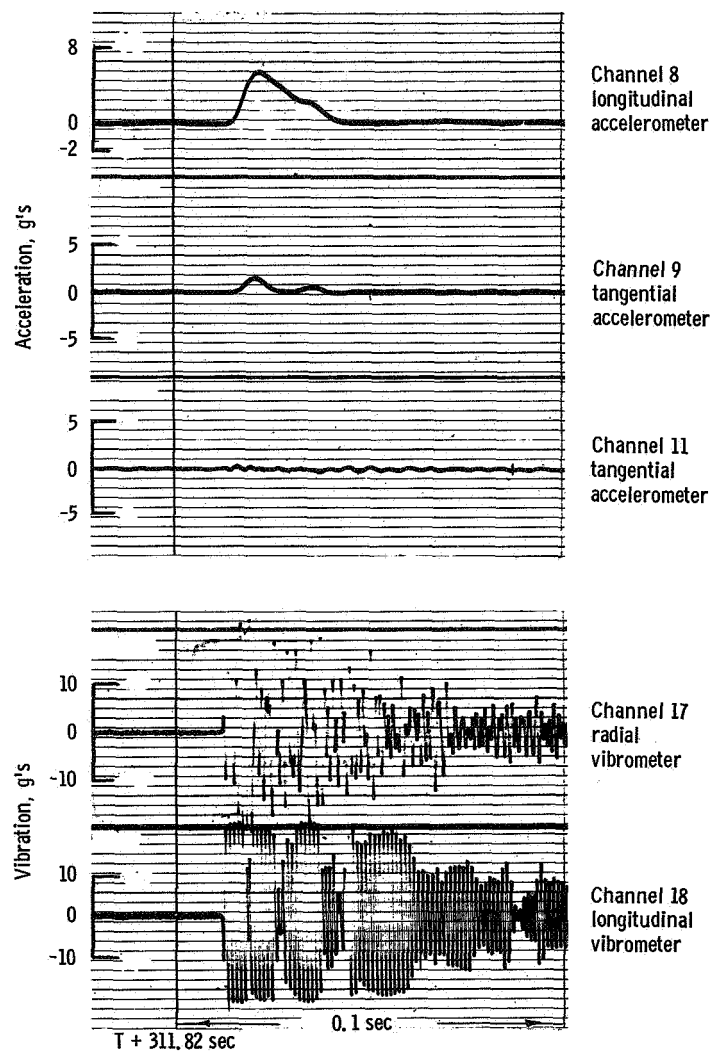 8
0
-2
Channel 8
longitudinal
accelerometer
Acceleration, g's
5
0
-5
Channel 9
tangential
accelerometer
5
0
-5
Channel 11
tangential
accelerometer
Vibration, g's
10
0
-10
Channel 17
radial
vibrometer
10
0
-10
Channel 18
longitudinal
vibrometer
0.1 sec
T + 311.82 sec